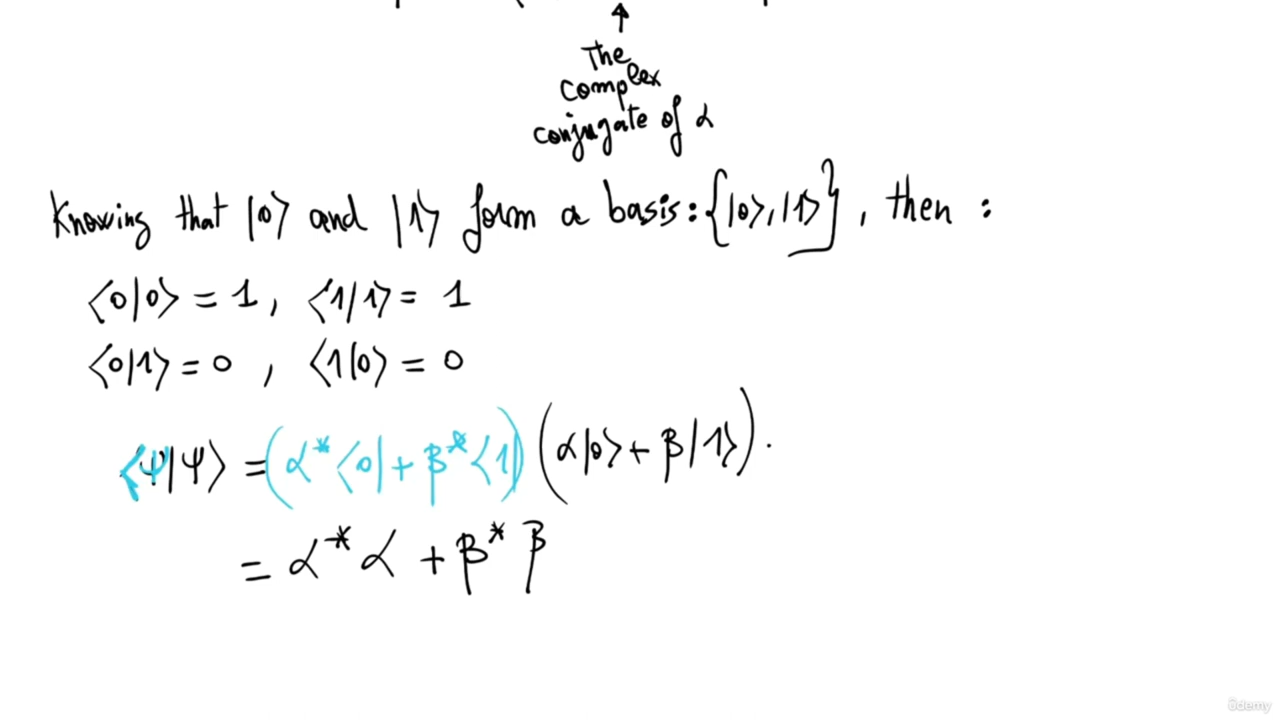 ↑
The
complex
conjugate of α
Knowing that |0⟩ and |1⟩ form a basis: {|0⟩, |1⟩}, then :
⟨0|0⟩ = 1, ⟨1|1⟩ = 1
⟨0|1⟩ = 0 , ⟨1|0⟩ = 0
⟨Ψ|Ψ⟩ = (α*⟨0| + β*⟨1|) (α|0⟩ + β|1⟩).
= α*α + β*β
ûdemy